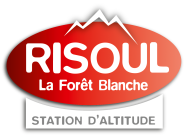 RISOUL
La Forêt Blanche
STATION D'ALTITUDE